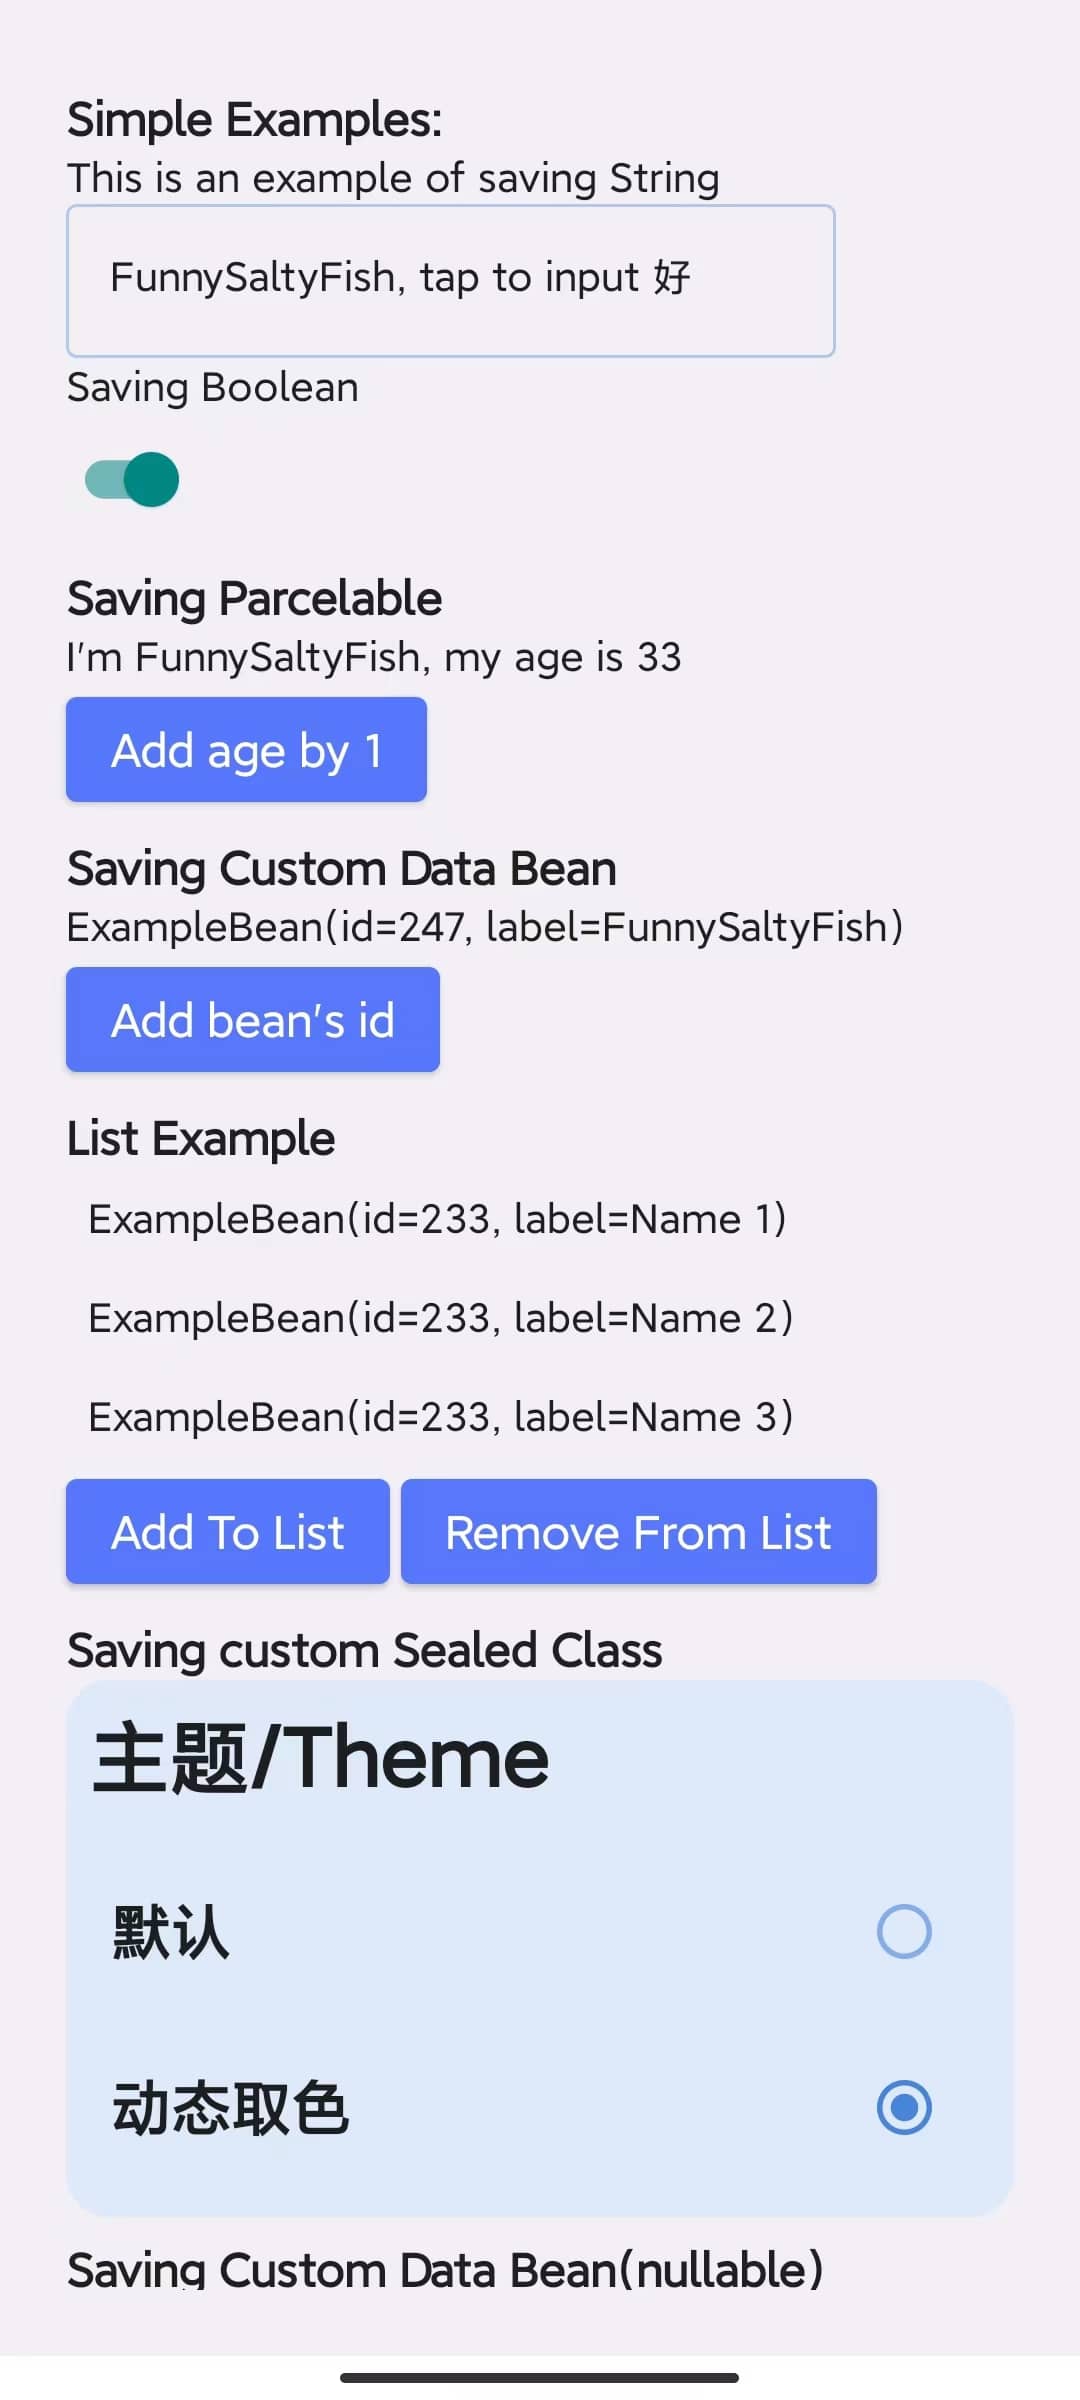 Simple Examples:
This is an example of saving String
FunnySaltyFish, tap to input 好
Saving Boolean
Saving Parcelable
I'm FunnySaltyFish, my age is 33
Add age by 1
Saving Custom Data Bean
ExampleBean(id=247, label=FunnySaltyFish)
Add bean's id
List Example
ExampleBean(id=233, label=Name 1)
ExampleBean(id=233, label=Name 2)
ExampleBean(id=233, label=Name 3)
Add To List Remove From List
Saving custom Sealed Class
主题/Theme
默认
动态取色
Saving Custom Data Bean(nullable)